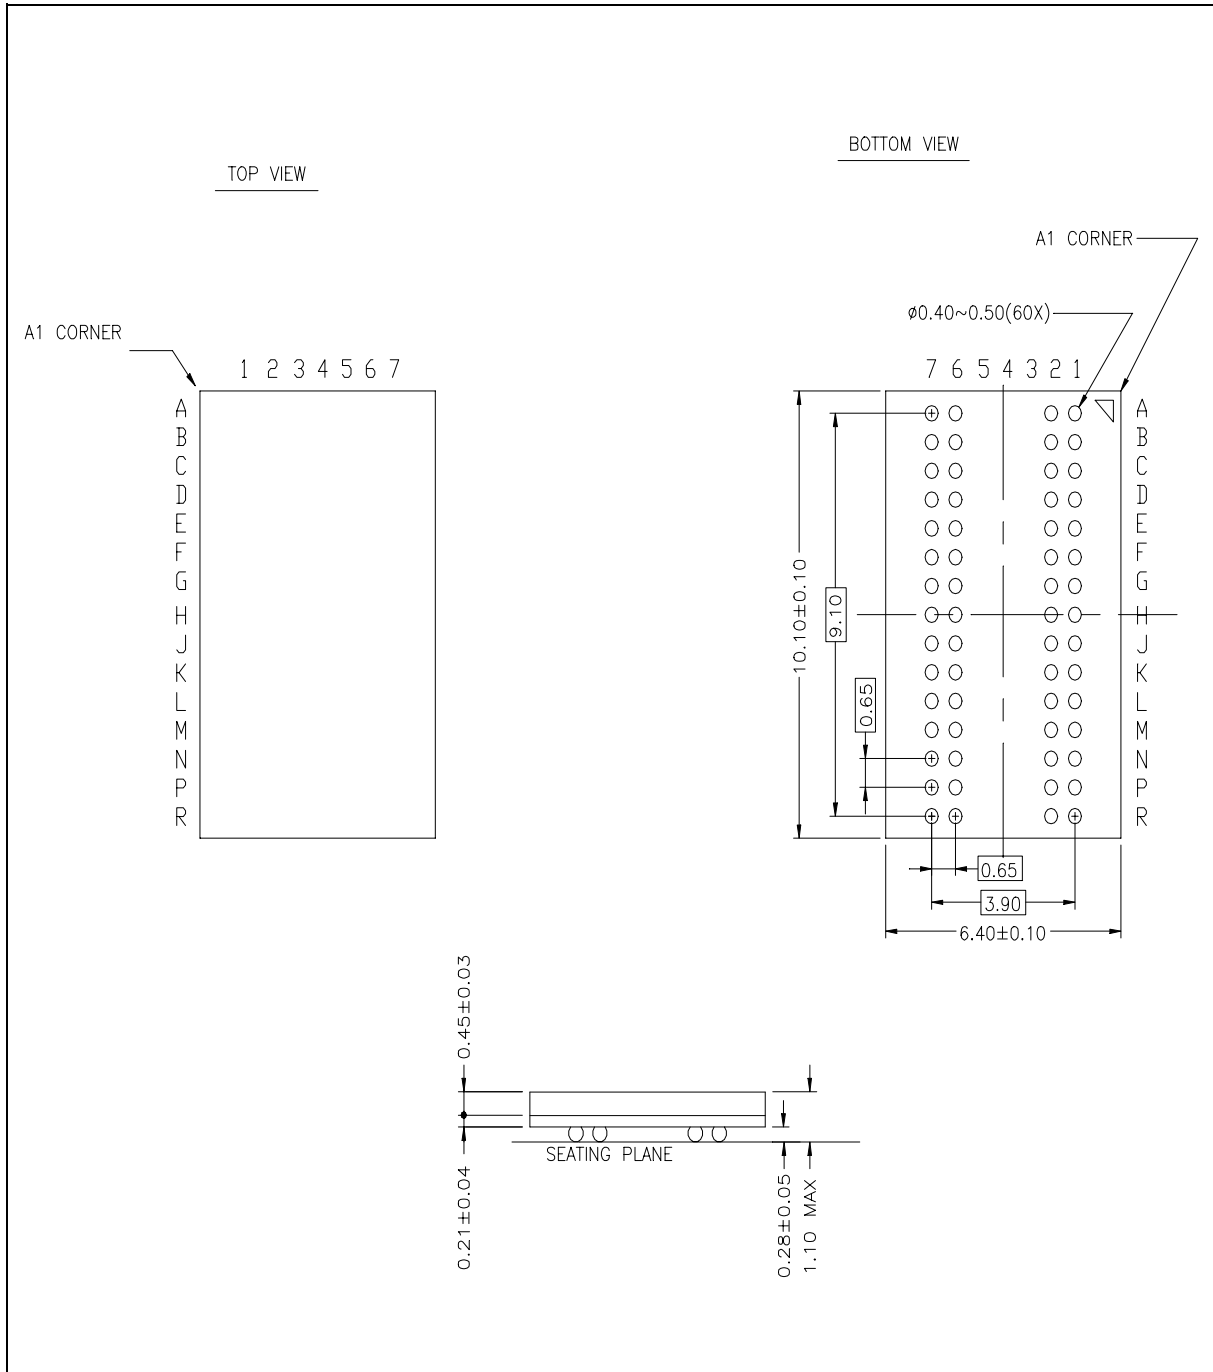 BOTTOM VIEW
TOP VIEW
A1 CORNER
ø0.40~0.50(60X)
A1 CORNER
1 2 3 4 5 6 7
7 6 5 4 3 2 1
A
B
C
D
E
F
G
H
J
K
L
M
N
P
R
A
B
C
D
E
F
G
H
J
K
L
M
N
P
R
10.10±0.10
9.10
0.65
0.65
3.90
6.40±0.10
0.45±0.03
SEATING PLANE
0.21±0.04
0.28±0.05
1.10 MAX